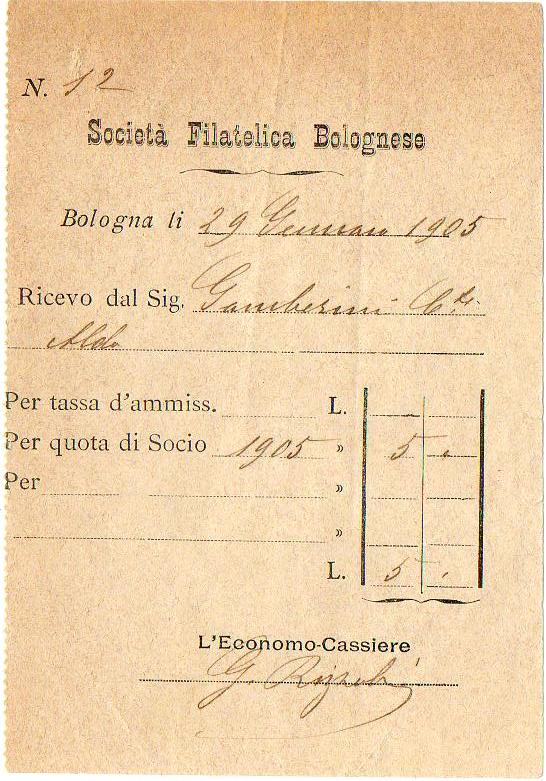 N. 12
Società Filatelica Bolognese
Bologna li 29 Gennaio 1905
Ricevo dal Sig. Gamberini
Aldo
Per tassa d'ammiss. L. —
Per quota di Socio 1905 » 5 "
Per »
»
L. 5 "
L'Economo-Cassiere
G. Rizzoli